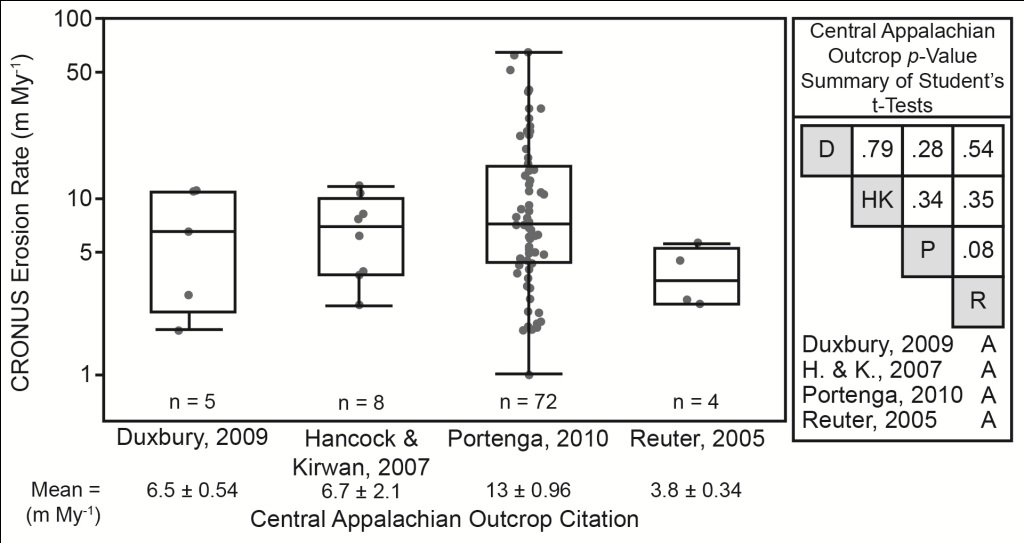 100
50
10
5
1
CRONUS Erosion Rate (m My-1)
n = 5
n = 8
n = 72
n = 4
Duxbury, 2009
Hancock &
Kirwan, 2007
Portenga, 2010
Reuter, 2005
Mean =
(m My-1)
6.5 ± 0.54
6.7 ± 2.1
13 ± 0.96
3.8 ± 0.34
Central Appalachian Outcrop Citation
Central Appalachian
Outcrop p-Value
Summary of Student's
t-Tests
D .79 .28 .54
HK .34 .35
P .08
R
Duxbury, 2009 A
H. & K., 2007 A
Portenga, 2010 A
Reuter, 2005 A